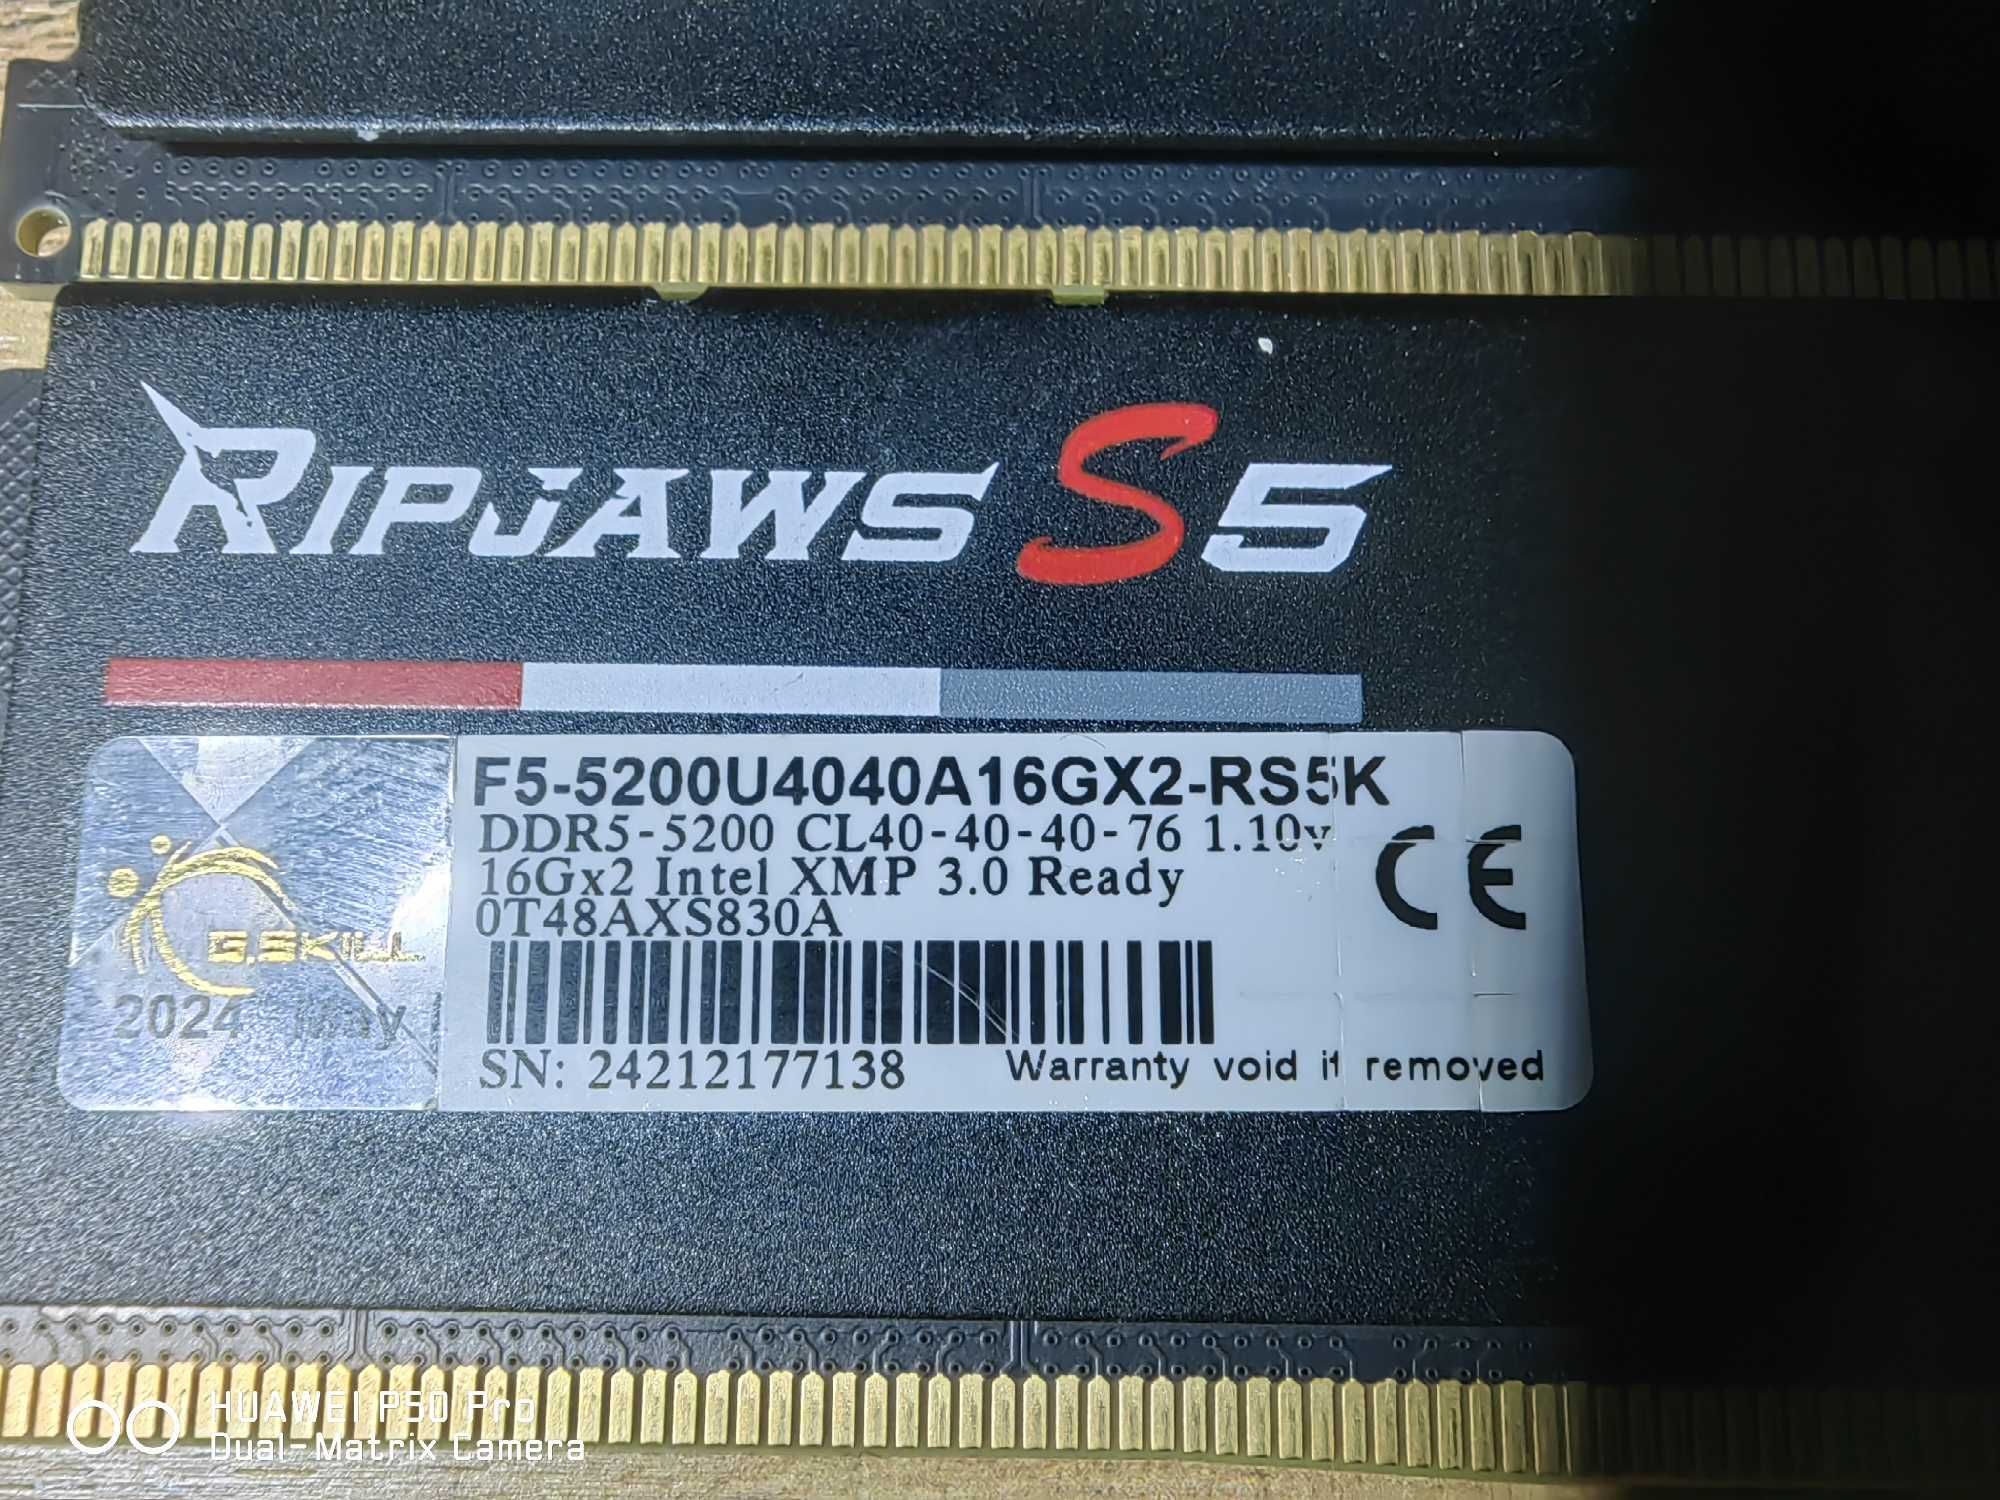 RIPJAWS S5
F5-5200U4040A16GX2-RS5K
DDR5-5200 CL40-40-40-76 1.10v
16Gx2 Intel XMP 3.0 Ready
0T48AXS830A
CE
G.SKILL
2024 May
SN: 24212177138
Warranty void if removed
HUAWEI P50 Pro
Dual-Matrix Camera